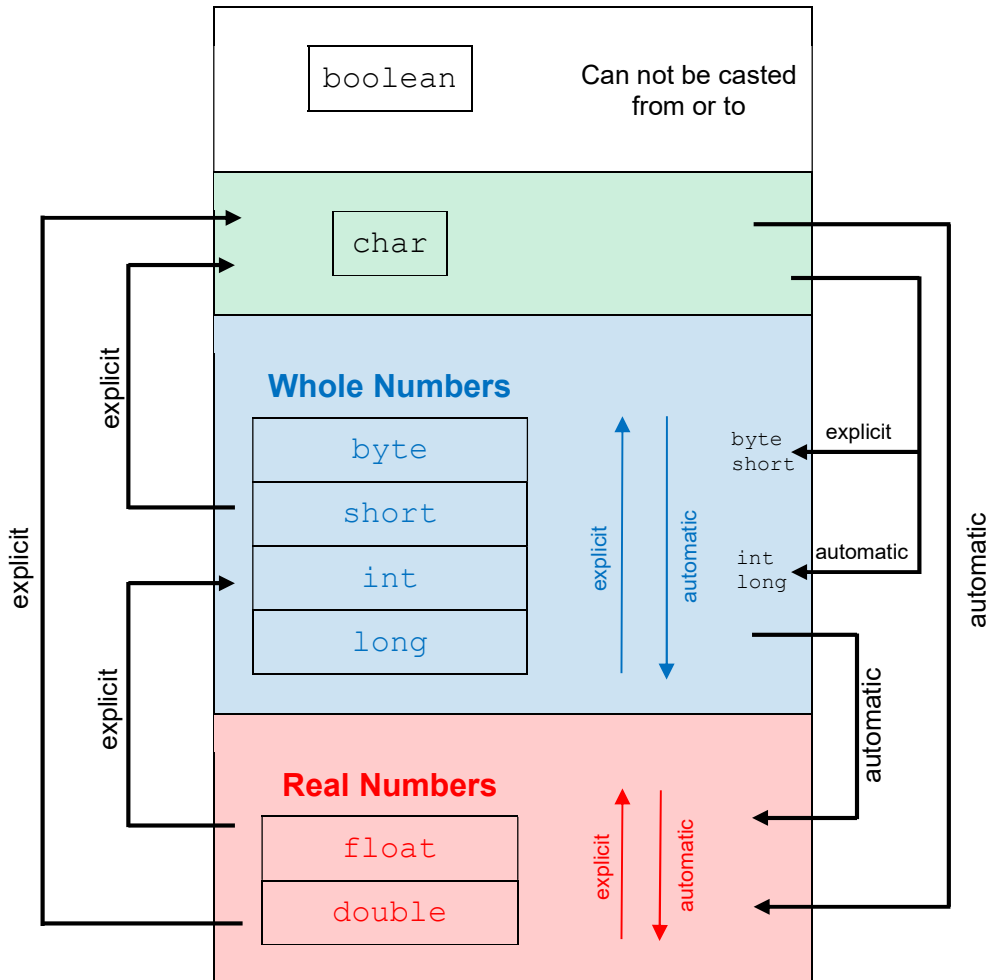 boolean
Can not be casted
from or to
char
explicit
Whole Numbers
byte
short
int
long
explicit
automatic
byte
short
explicit
int
long
automatic
explicit
automatic
explicit
automatic
Real Numbers
float
double
explicit
automatic